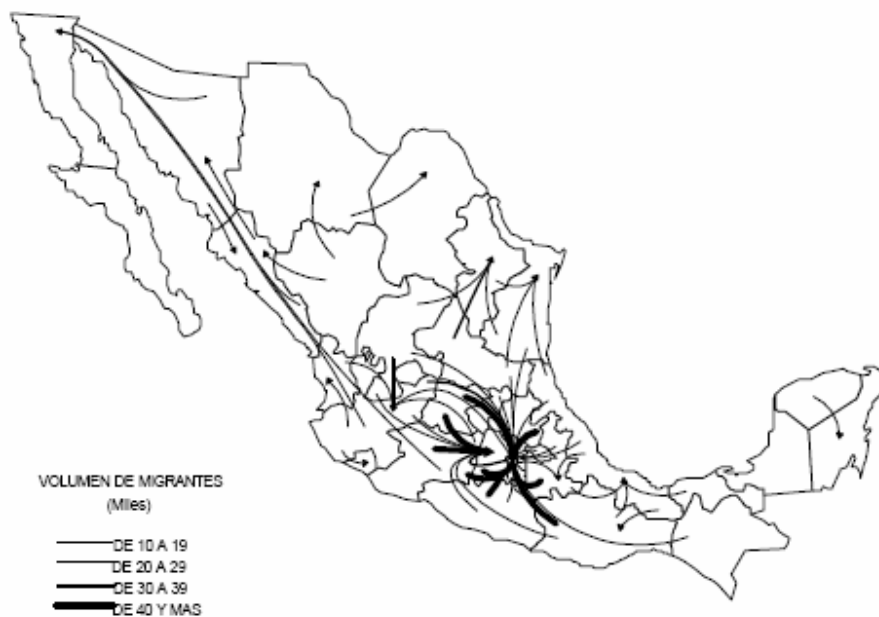 VOLUMEN DE MIGRANTES
(Miles)
DE 10 A 19
DE 20 A 29
DE 30 A 39
DE 40 Y MAS